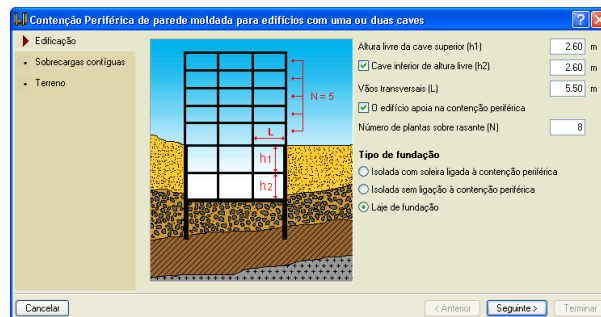 Contenção Periférica de parede moldada para edifícios com uma ou duas caves
Edificação
Sobrecargas contíguas
Terreno
N = 5
L
h1
h2
Altura livre da cave superior (h1) 2.60 m
Cave inferior de altura livre (h2) 2.60 m
Vãos transversais (L) 5.50 m
O edifício apoia na contenção periférica
Número de plantas sobre rasante (N) 8
Tipo de fundação
Isolada com soleira ligada à contenção periférica
Isolada sem ligação à contenção periférica
Laje de fundação
Cancelar
< Anterior
Seguinte >
Terminar